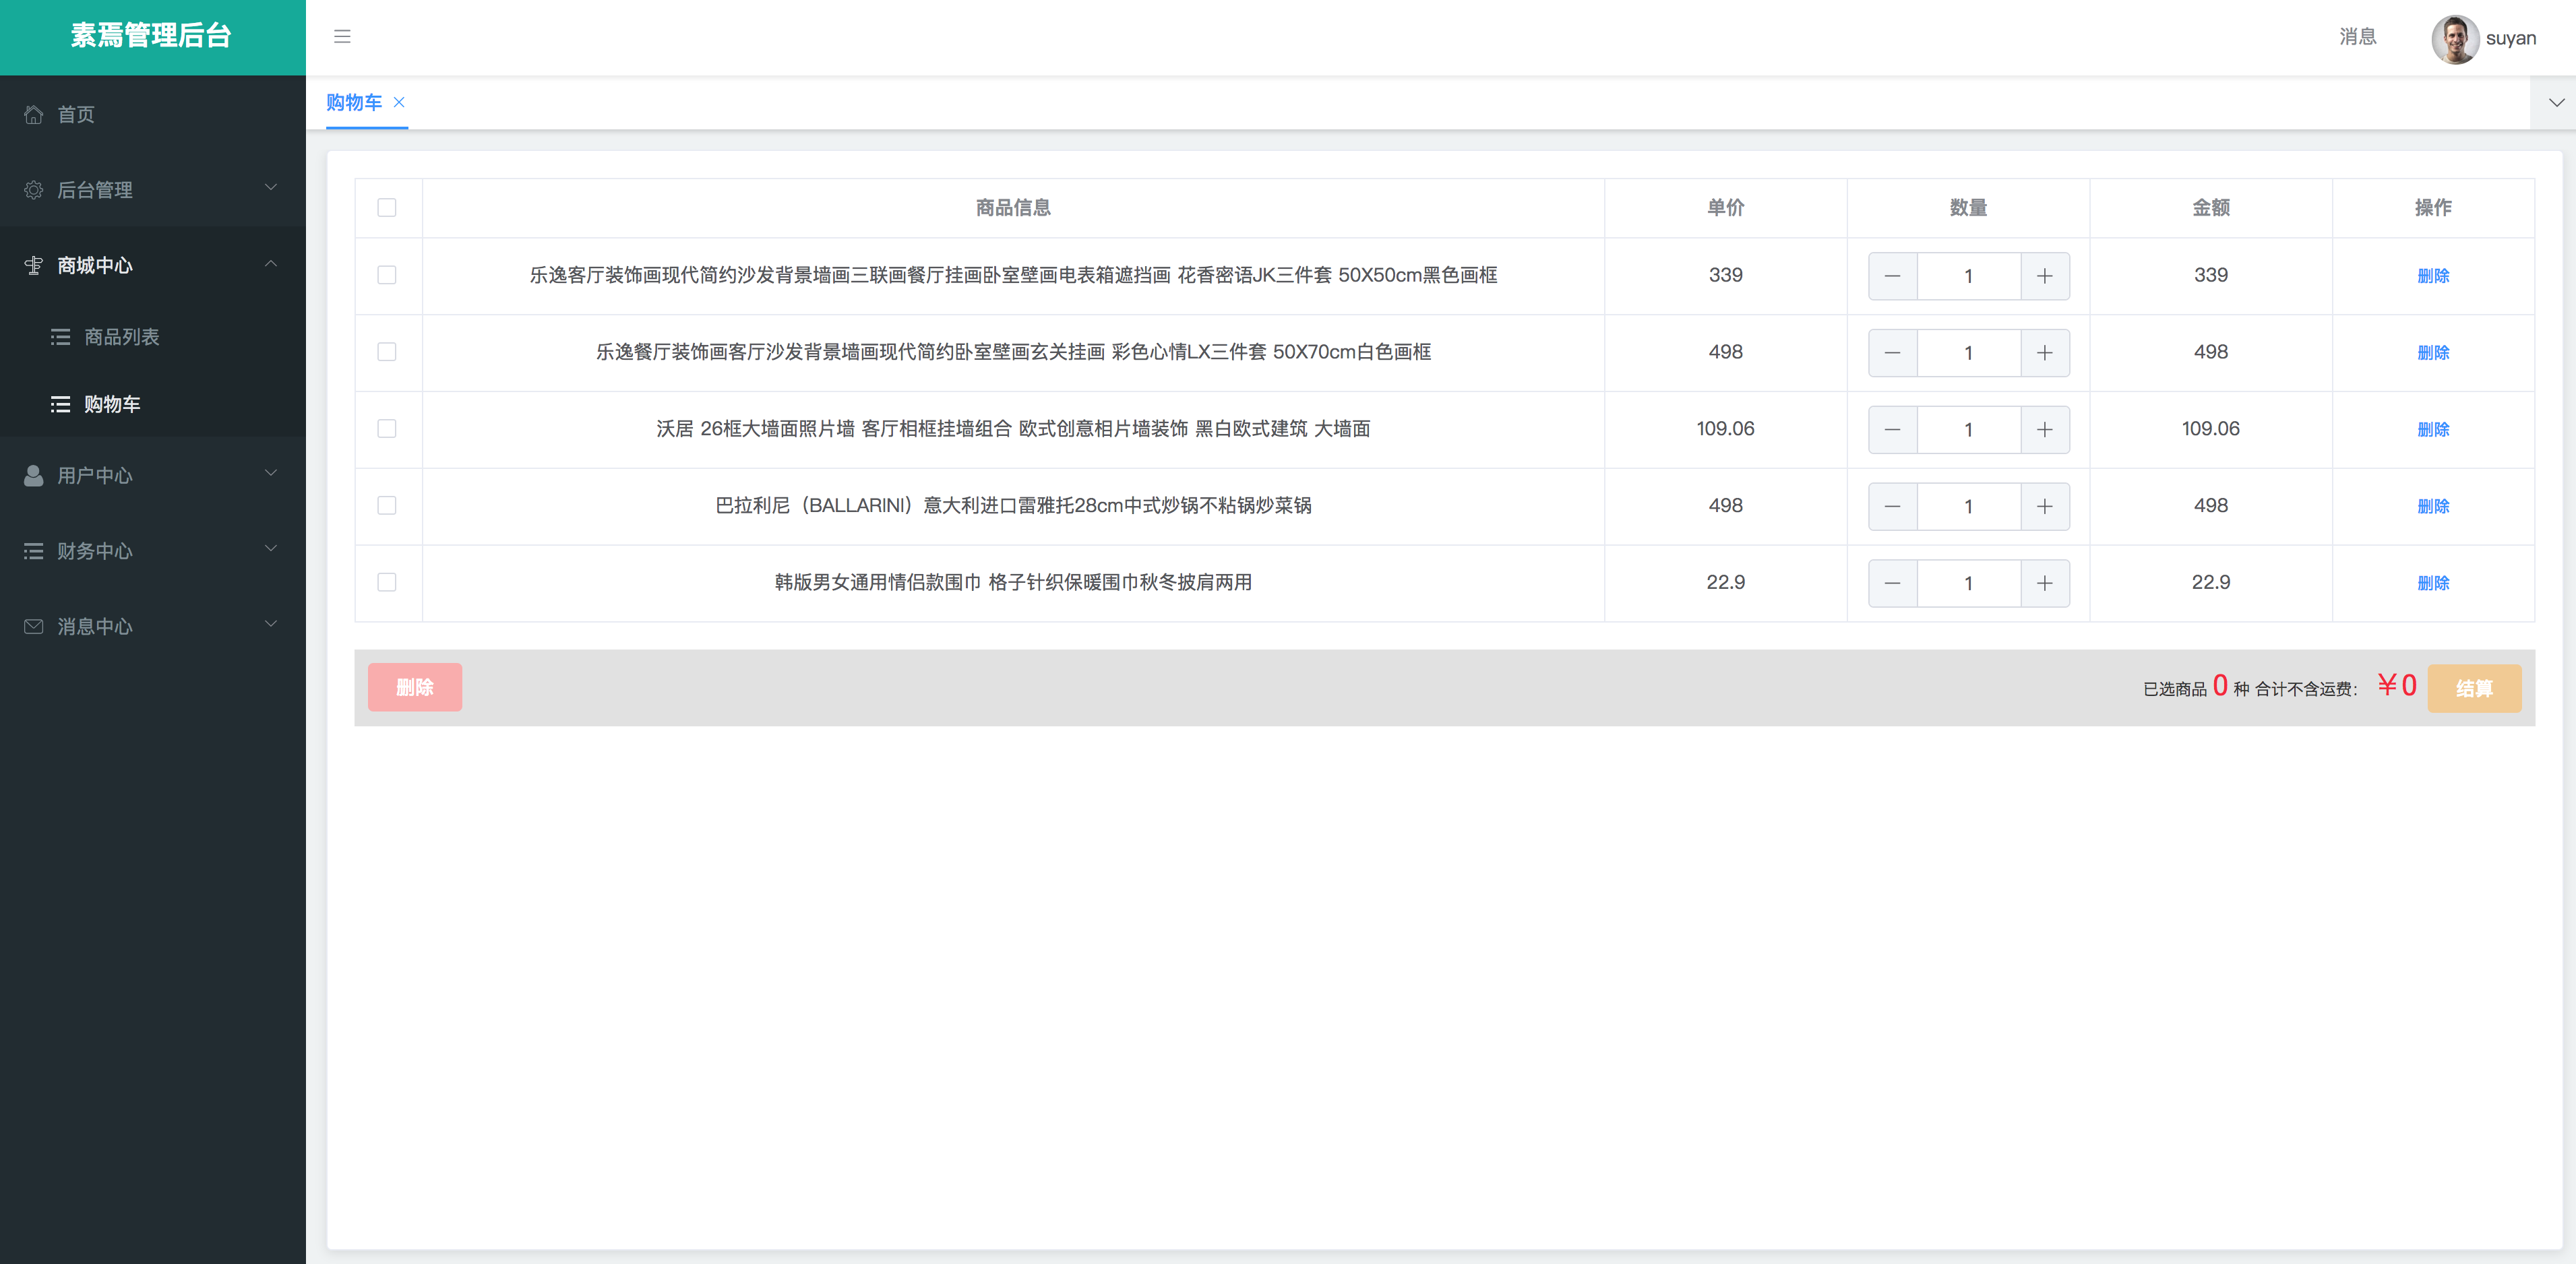 素焉管理后台
消息
suyan
首页
后台管理
商城中心
商品列表
购物车
用户中心
财务中心
消息中心
购物车
商品信息 单价 数量 金额 操作
乐逸客厅装饰画现代简约沙发背景墙画三联画餐厅挂画卧室壁画电表箱遮挡画 花香密语JK三件套 50X50cm黑色画框 339 1 339 删除
乐逸餐厅装饰画客厅沙发背景墙画现代简约卧室壁画玄关挂画 彩色心情LX三件套 50X70cm白色画框 498 1 498 删除
沃居 26框大墙面照片墙 客厅相框挂墙组合 欧式创意相片墙装饰 黑白欧式建筑 大墙面 109.06 1 109.06 删除
巴拉利尼（BALLARINI）意大利进口雷雅托28cm中式炒锅不粘锅炒菜锅 498 1 498 删除
韩版男女通用情侣款围巾 格子针织保暖围巾秋冬披肩两用 22.9 1 22.9 删除
删除 已选商品 0 种 合计不含运费： ￥0 结算